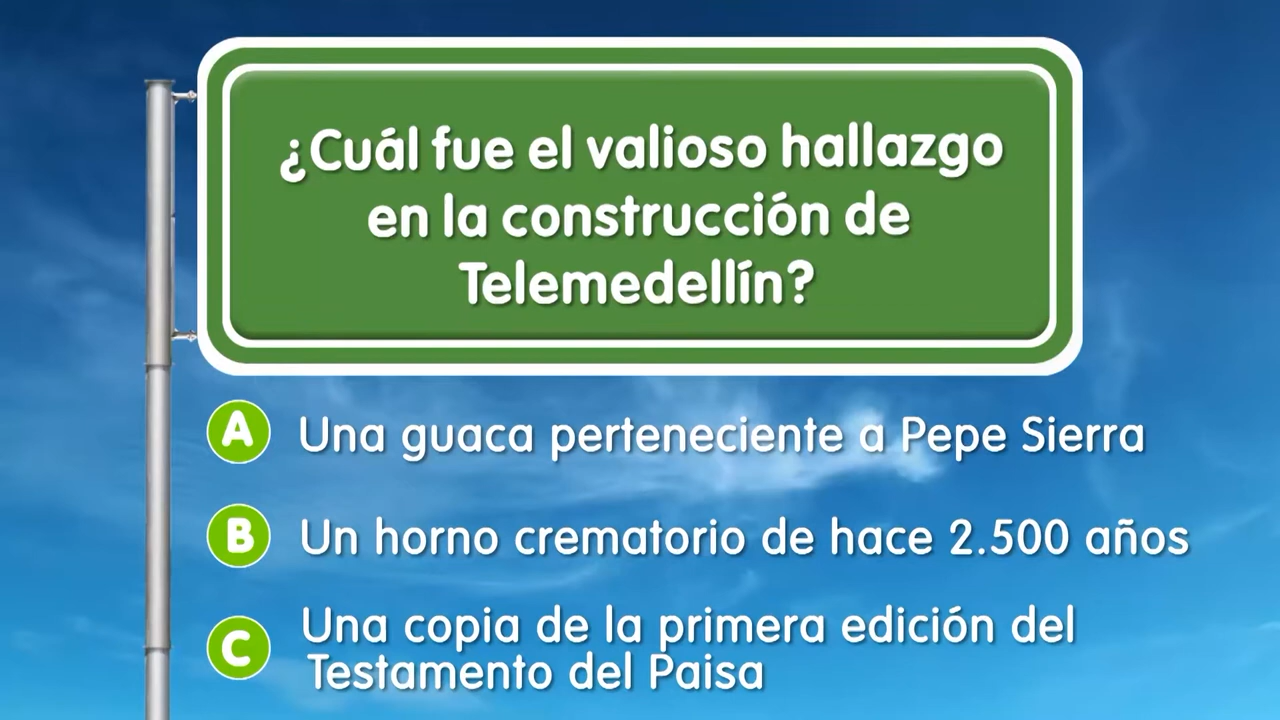 ¿Cuál fue el valioso hallazgo
en la construcción de
Telemedellín?
A Una guaca perteneciente a Pepe Sierra
B Un horno crematorio de hace 2.500 años
C Una copia de la primera edición del
Testamento del Paisa